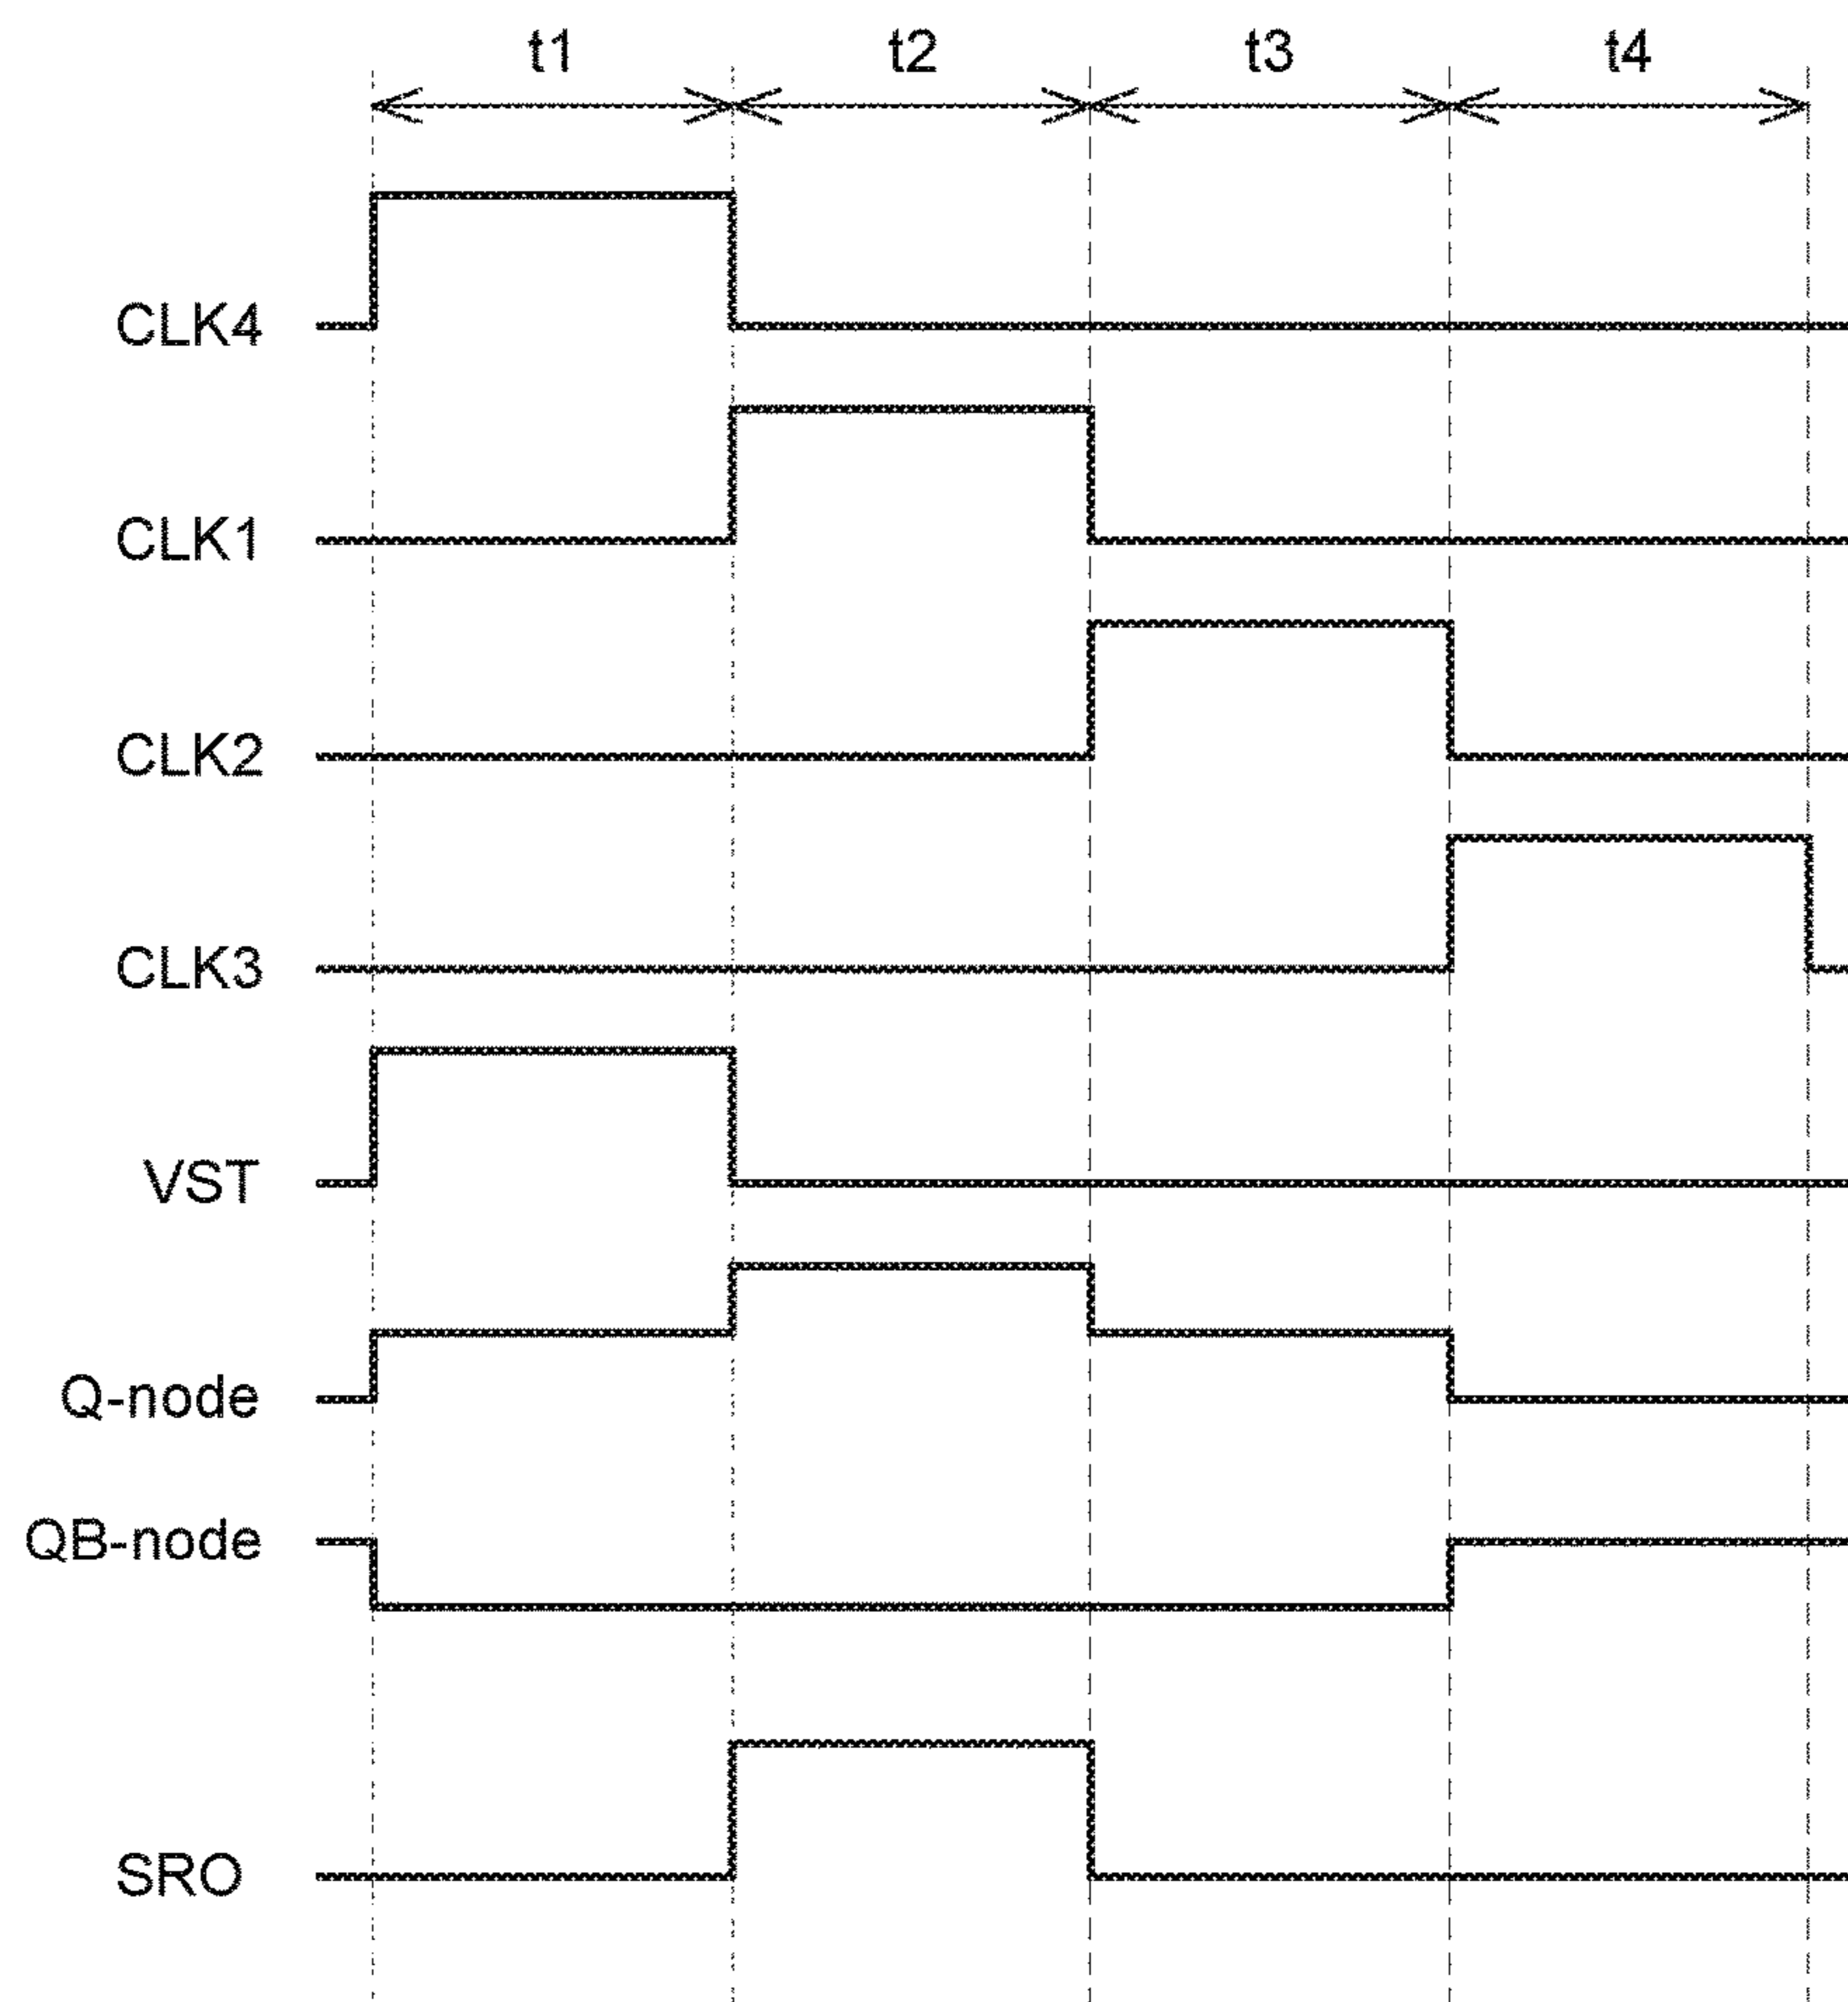 t1 t2 t3 t4
CLK4
CLK1
CLK2
CLK3
VST
Q-node
QB-node
SRO